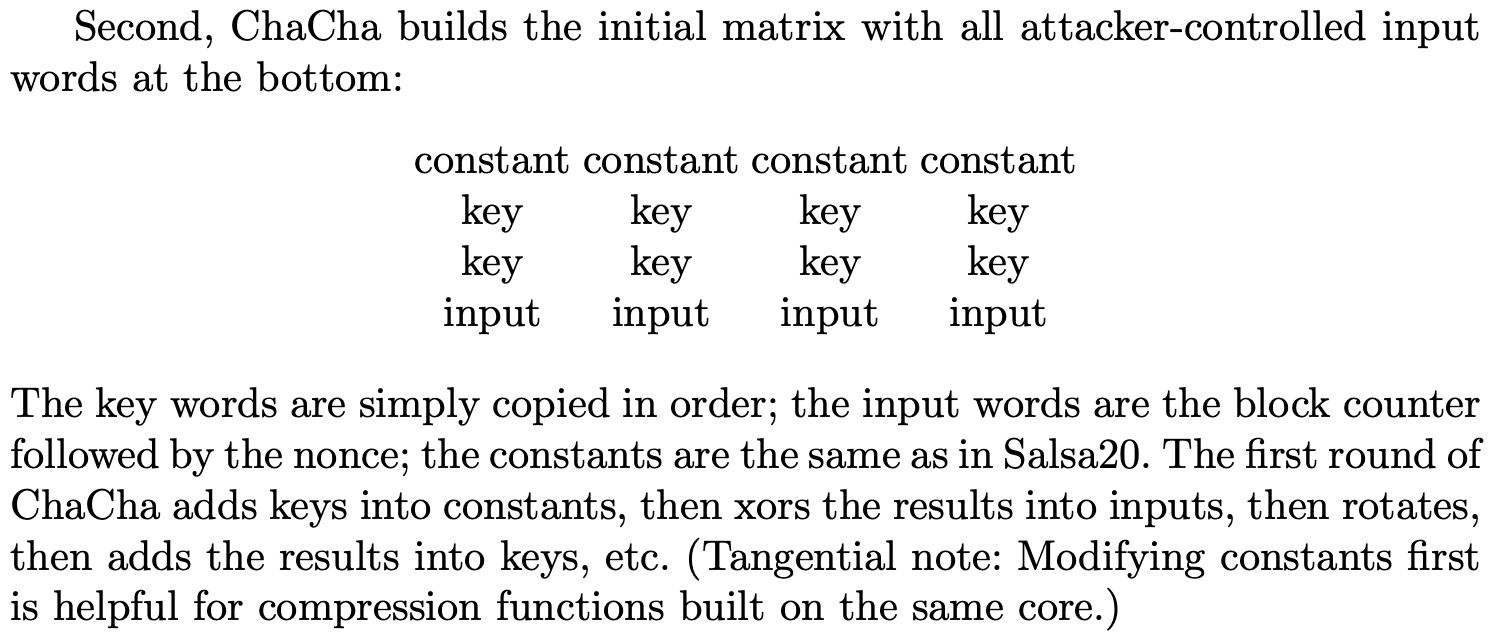 Second, ChaCha builds the initial matrix with all attacker-controlled input
words at the bottom:
constant constant constant constant
key key key key
key key key key
input input input input
The key words are simply copied in order; the input words are the block counter
followed by the nonce; the constants are the same as in Salsa20. The first round of
ChaCha adds keys into constants, then xors the results into inputs, then rotates,
then adds the results into keys, etc. (Tangential note: Modifying constants first
is helpful for compression functions built on the same core.)